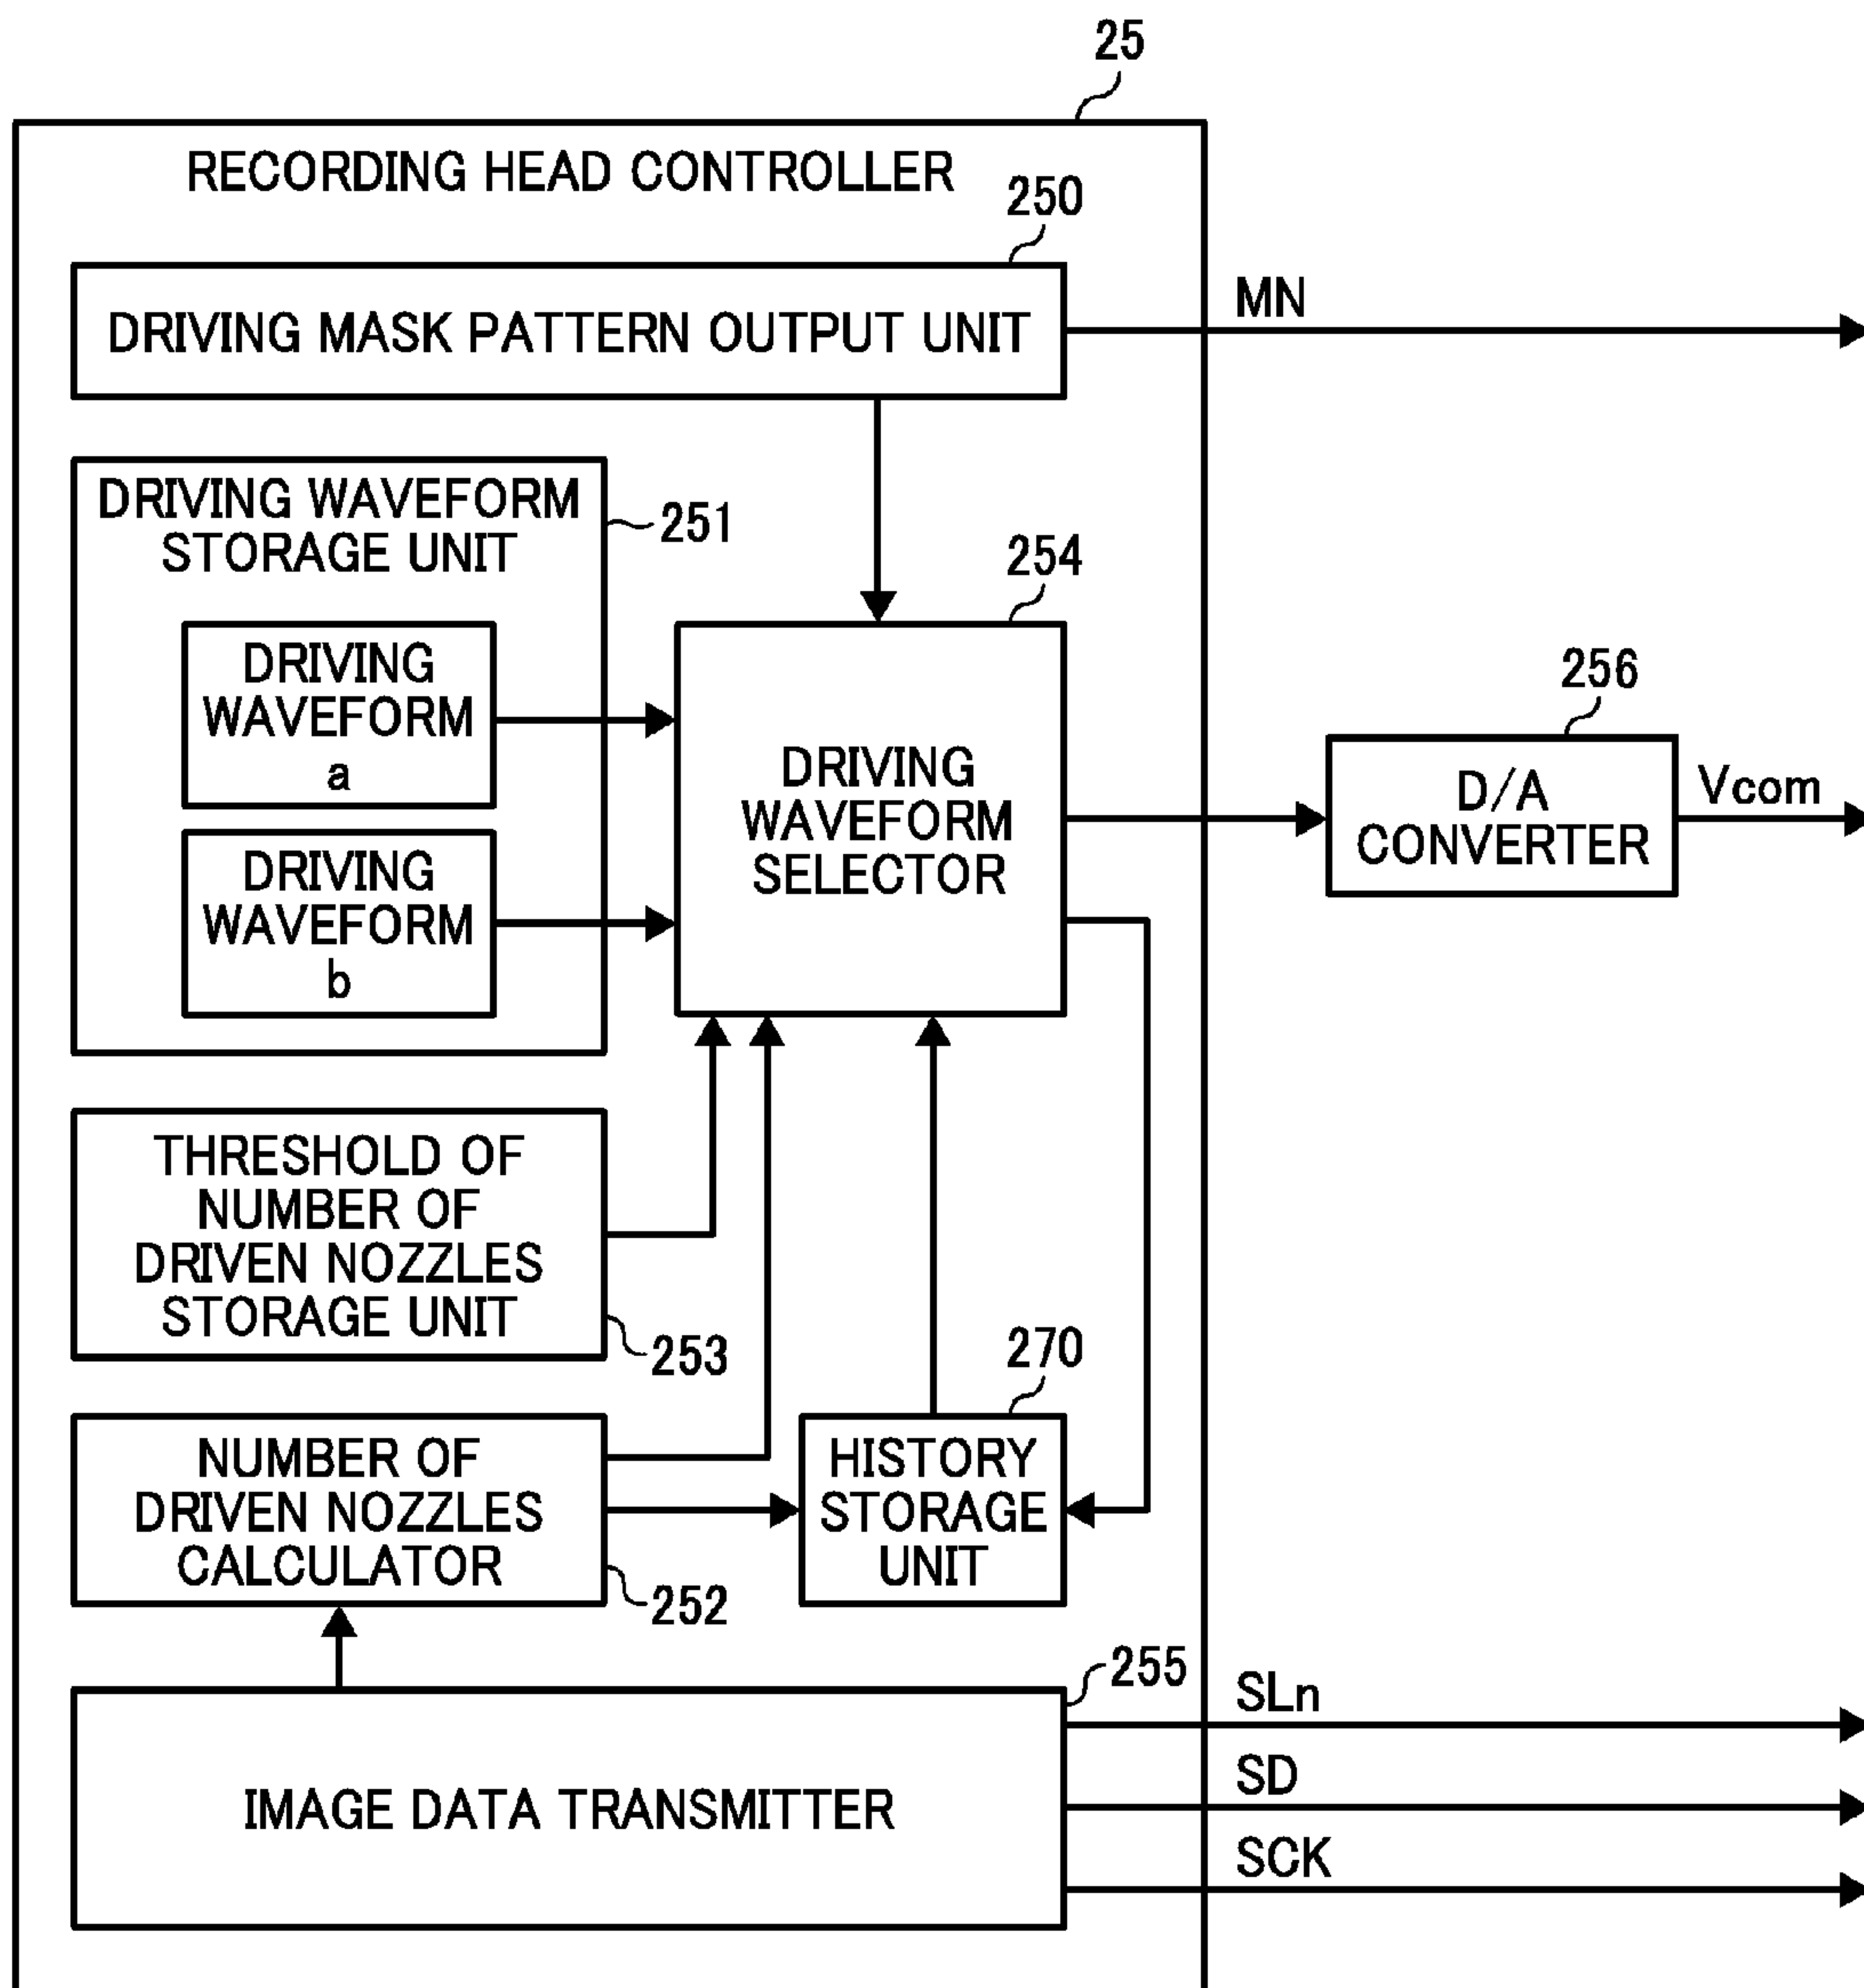 25
RECORDING HEAD CONTROLLER
250
DRIVING MASK PATTERN OUTPUT UNIT
MN
DRIVING WAVEFORM
STORAGE UNIT
251
DRIVING
WAVEFORM
a
DRIVING
WAVEFORM
b
254
DRIVING
WAVEFORM
SELECTOR
256
D/A
CONVERTER
Vcom
THRESHOLD OF
NUMBER OF
DRIVEN NOZZLES
STORAGE UNIT
253
NUMBER OF
DRIVEN NOZZLES
CALCULATOR
252
270
HISTORY
STORAGE
UNIT
255
IMAGE DATA TRANSMITTER
SLn
SD
SCK